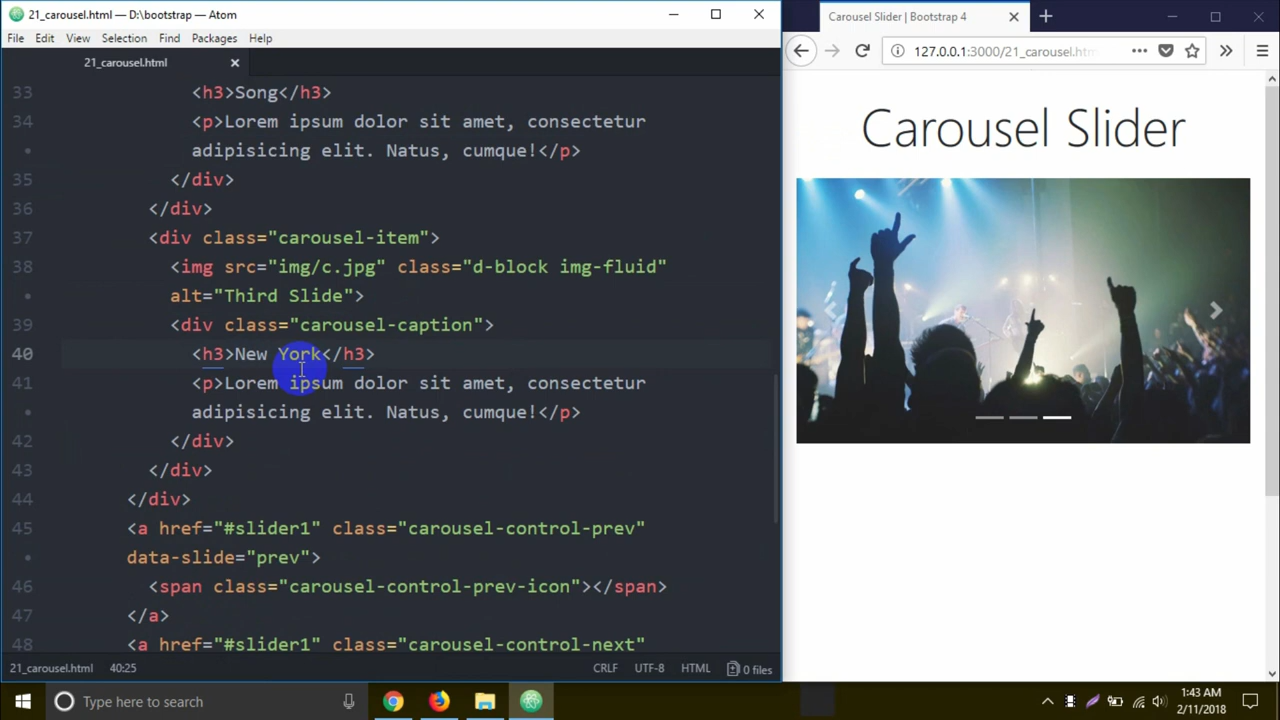 21_carousel.html — D:\bootstrap — Atom
File Edit View Selection Find Packages Help
21_carousel.html
33 <h3>Song</h3>
34 <p>Lorem ipsum dolor sit amet, consectetur
• adipisicing elit. Natus, cumque!</p>
35 </div>
36 </div>
37 <div class="carousel-item">
38 <img src="img/c.jpg" class="d-block img-fluid"
• alt="Third Slide">
39 <div class="carousel-caption">
40 <h3>New York</h3>
41 <p>Lorem ipsum dolor sit amet, consectetur
• adipisicing elit. Natus, cumque!</p>
42 </div>
43 </div>
44 </div>
45 <a href="#slider1" class="carousel-control-prev"
• data-slide="prev">
46 <span class="carousel-control-prev-icon"></span>
47 </a>
48 <a href="#slider1" class="carousel-control-next"
21_carousel.html 40:25 CRLF UTF-8 HTML 0 files
Carousel Slider | Bootstrap 4
127.0.0.1:3000/21_carousel.htm
Carousel Slider
Type here to search
1:43 AM
2/11/2018